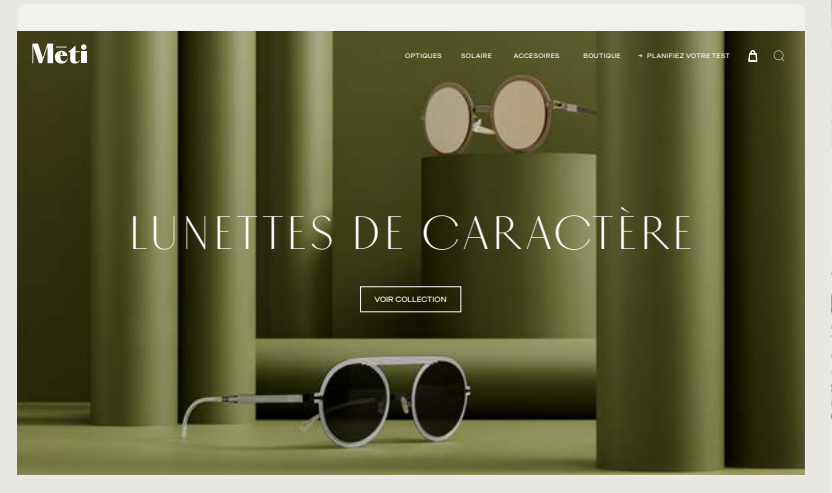 Mēti
OPTIQUES SOLAIRE ACCESOIRES BOUTIQUE → PLANIFIEZ VOTRE TEST
LUNETTES DE CARACTÈRE
VOIR COLLECTION